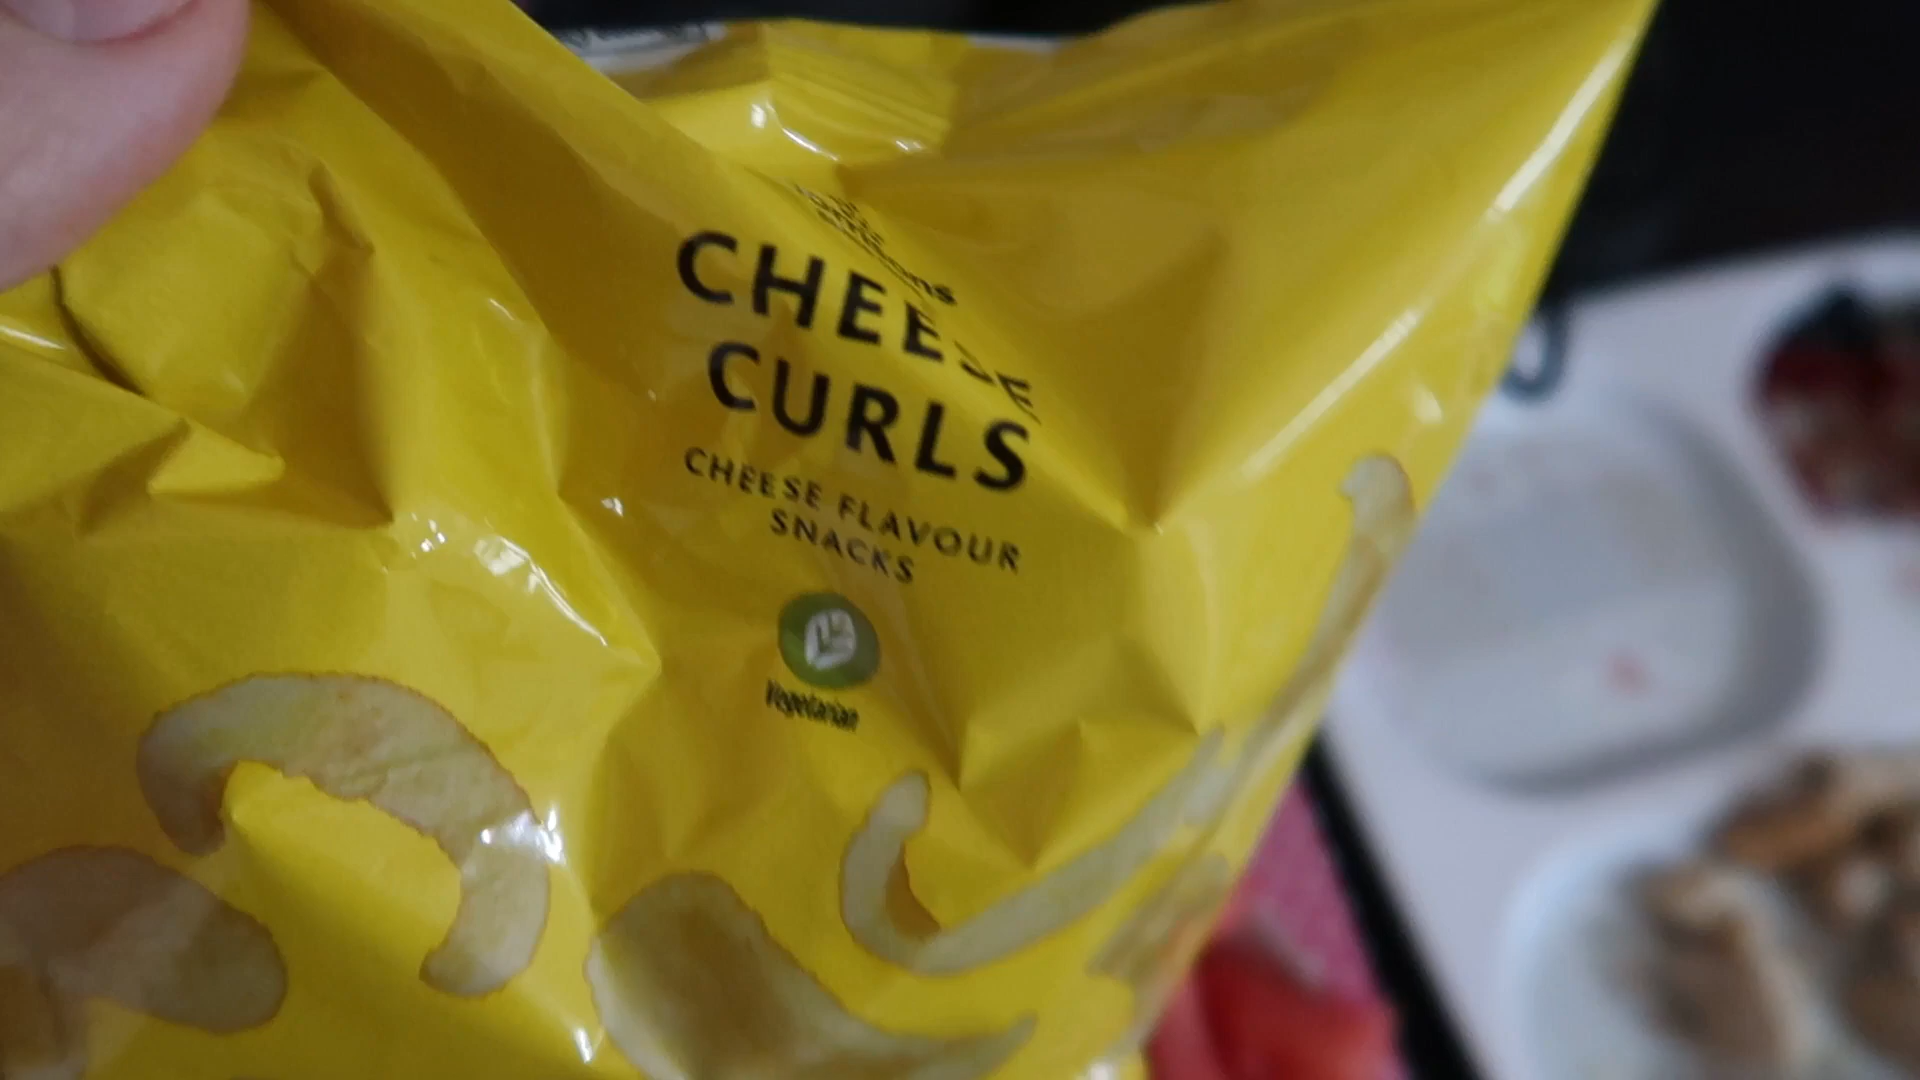 CHEESE
CURLS
CHEESE FLAVOUR
SNACKS
Vegetarian